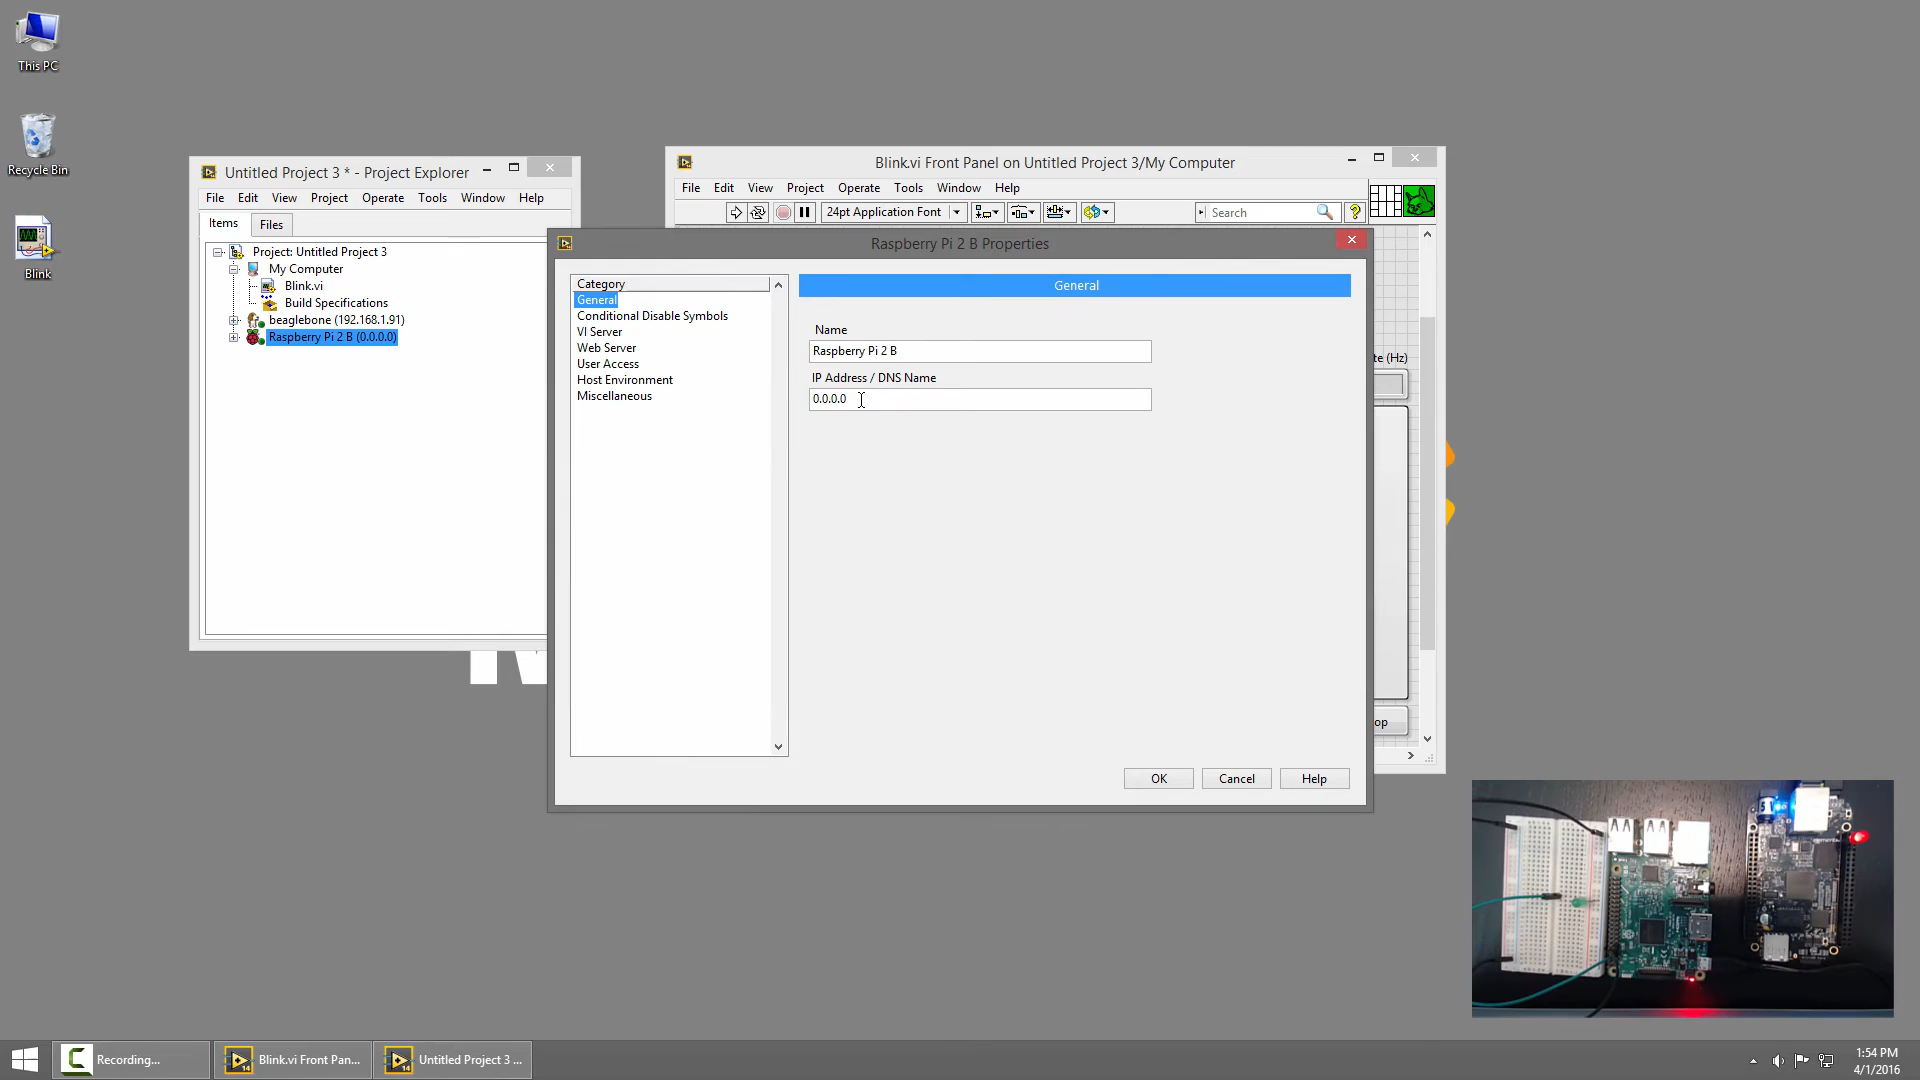 This PC
Recycle Bin
Blink
Untitled Project 3 * - Project Explorer
File Edit View Project Operate Tools Window Help
Items Files
Project: Untitled Project 3
My Computer
Blink.vi
Build Specifications
beaglebone (192.168.1.91)
Raspberry Pi 2 B (0.0.0.0)
Blink.vi Front Panel on Untitled Project 3/My Computer
File Edit View Project Operate Tools Window Help
24pt Application Font
Search
?
te (Hz)
op
Raspberry Pi 2 B Properties
Category
General
Conditional Disable Symbols
VI Server
Web Server
User Access
Host Environment
Miscellaneous
General
Name
Raspberry Pi 2 B
IP Address / DNS Name
0.0.0.0
OK Cancel Help
Recording...
14 Blink.vi Front Pan...
14 Untitled Project 3 ...
1:54 PM
4/1/2016